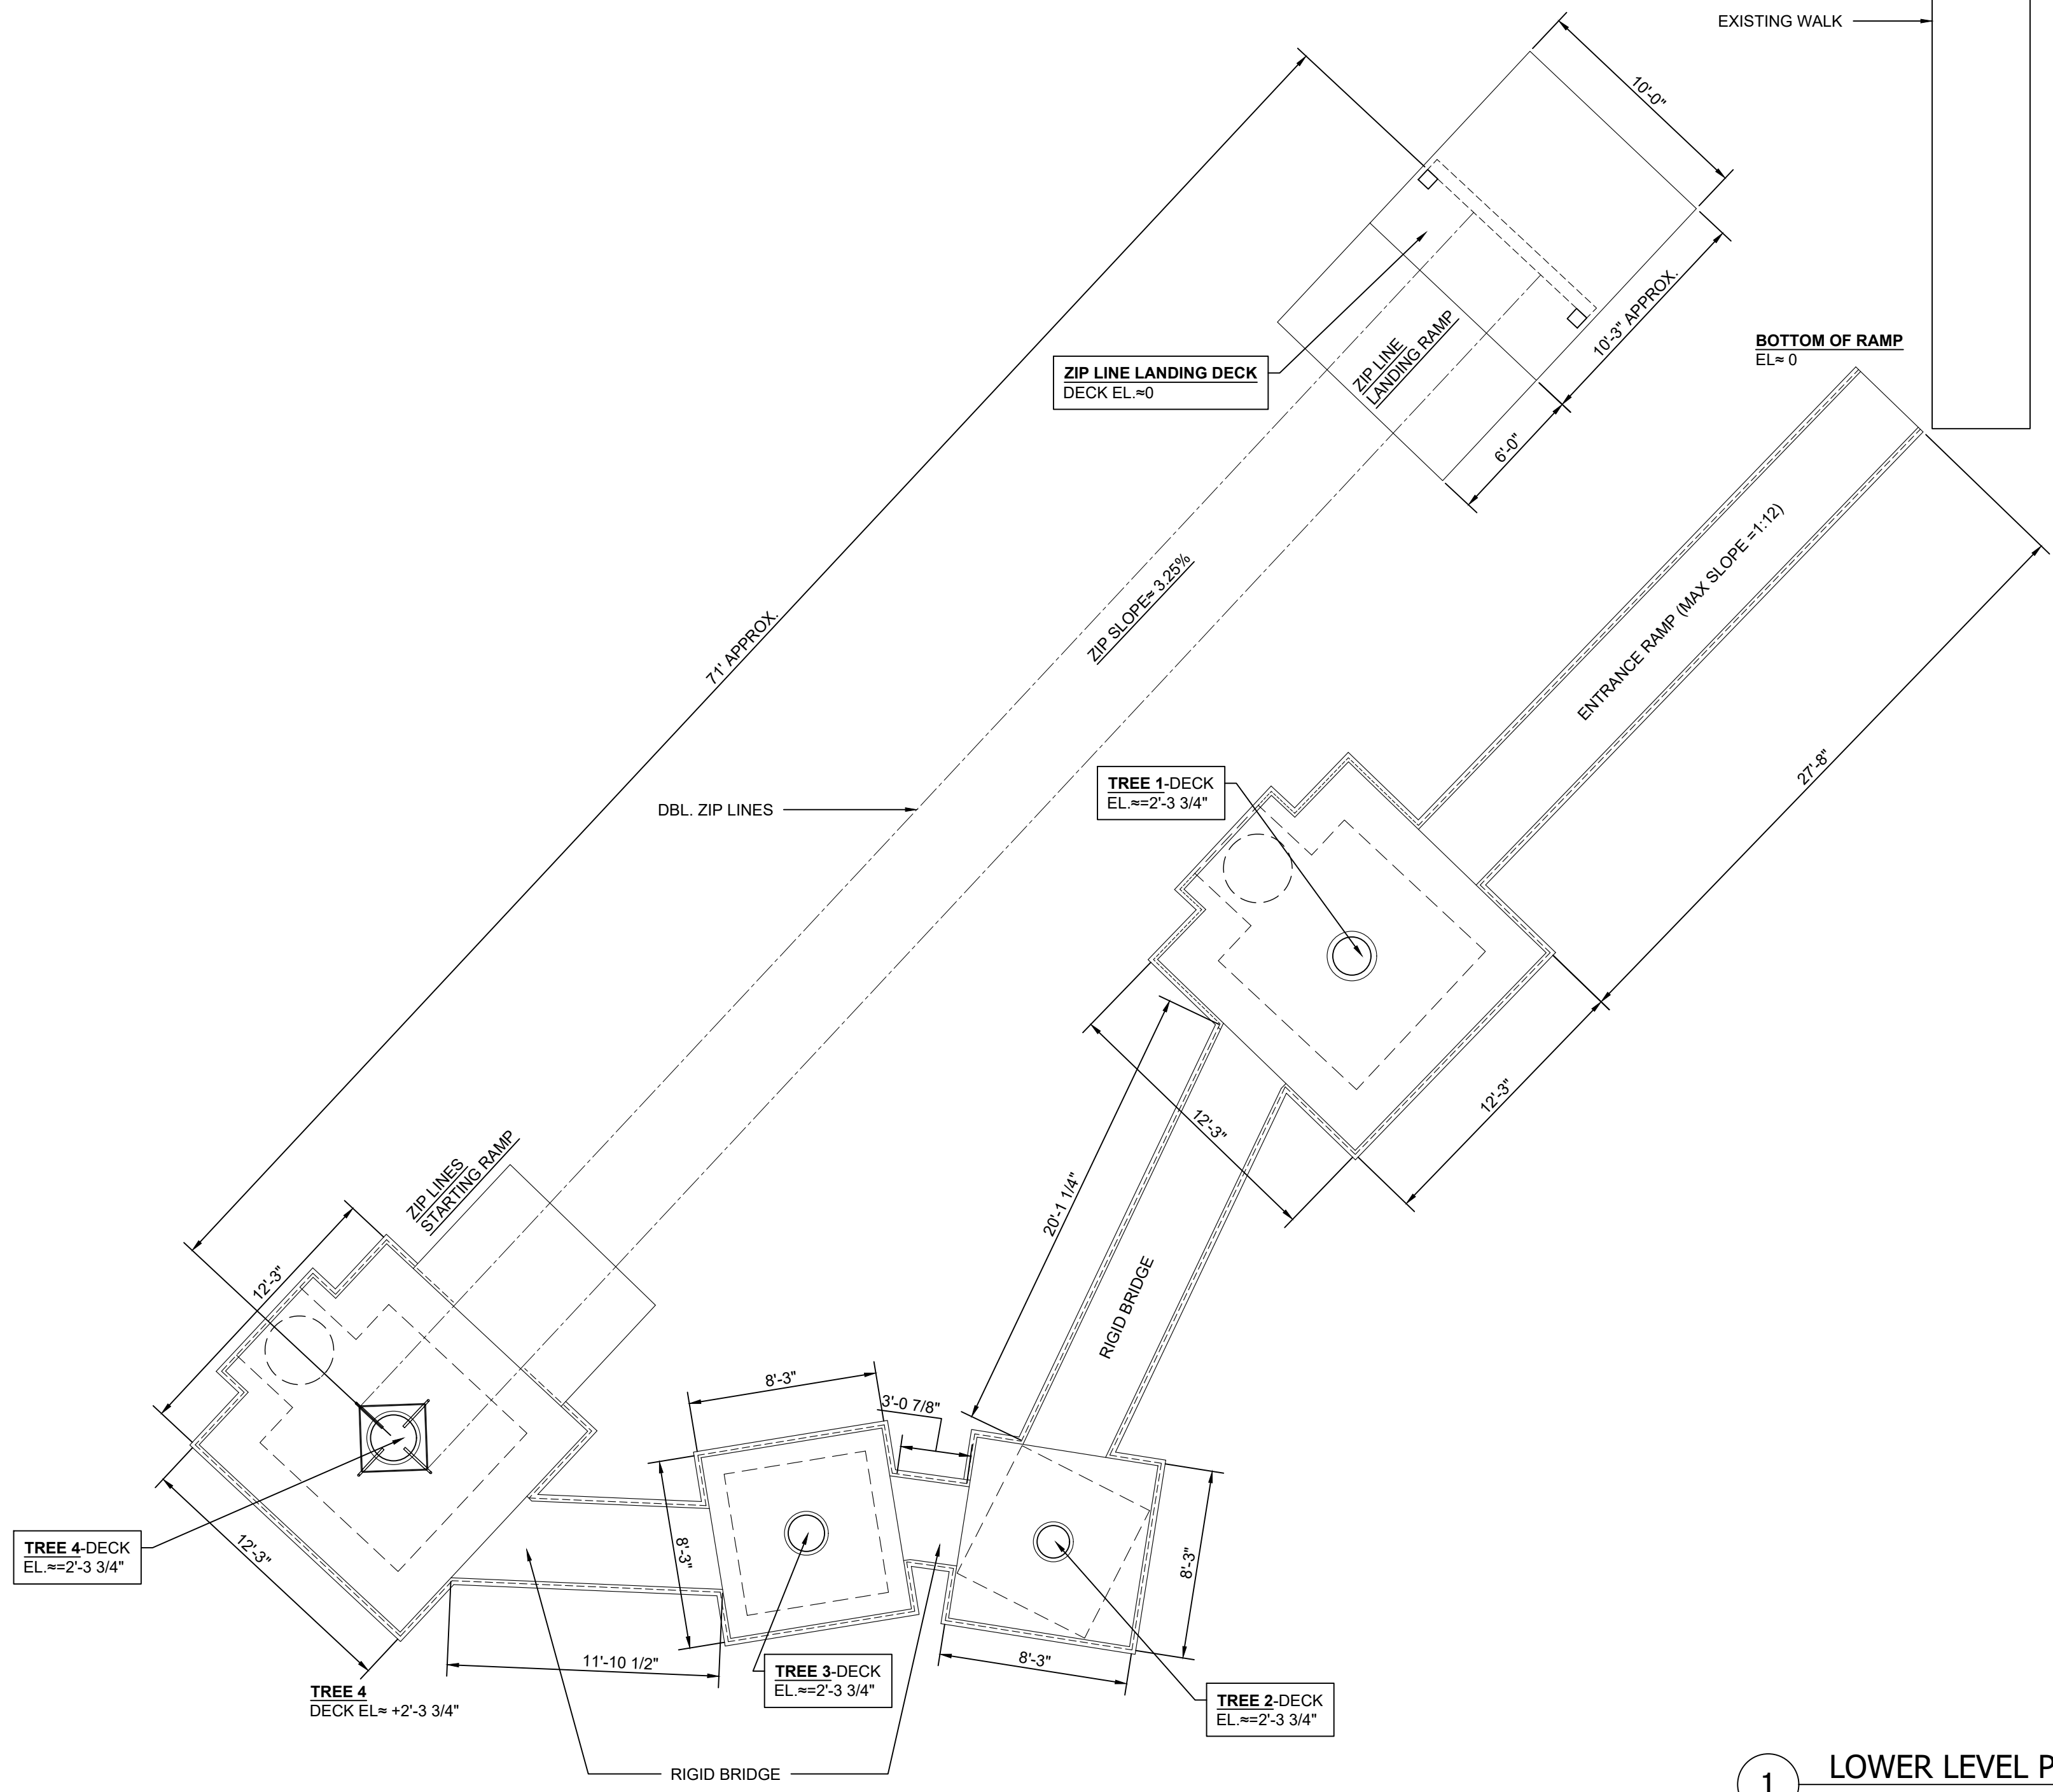 EXISTING WALK
10'-0"
10'-3" APPROX.
BOTTOM OF RAMP
EL≈ 0
ZIP LINE LANDING DECK
DECK EL.≈0
ZIP LINE
LANDING RAMP
6'-0"
ENTRANCE RAMP (MAX SLOPE =1:12)
ZIP SLOPE≈ 3.25%
71' APPROX.
27'-8"
TREE 1-DECK
EL.≈=2'-3 3/4"
DBL. ZIP LINES
12'-3"
12'-3"
ZIP LINES
STARTING RAMP
20'-1 1/4"
RIGID BRIDGE
12'-3"
8'-3"
3'-0 7/8"
TREE 4-DECK
EL.≈=2'-3 3/4"
12'-3"
8'-3"
8'-3"
11'-10 1/2"
8'-3"
TREE 3-DECK
EL.≈=2'-3 3/4"
TREE 4
DECK EL≈ +2'-3 3/4"
TREE 2-DECK
EL.≈=2'-3 3/4"
RIGID BRIDGE
1
LOWER LEVEL P